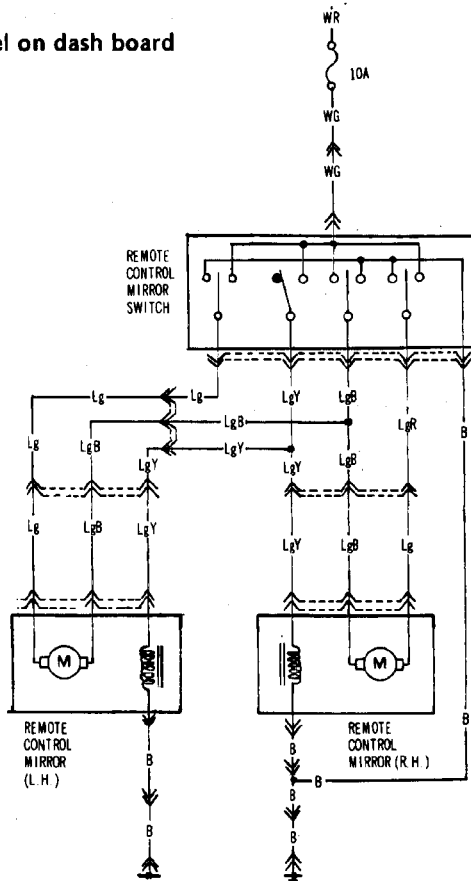 el on dash board
WR
10A
WG
WG
REMOTE
CONTROL
MIRROR
SWITCH
Lg
Lg
LgY
LgB
LgB
LgR
B
LgY
Lg
LgB
LgY
LgY
LgB
Lg
LgB
LgY
LgY
LgB
Lg
M
M
REMOTE
CONTROL
MIRROR
(L.H.)
REMOTE
CONTROL
MIRROR (R.H.)
B
B
B
B
B
B
B